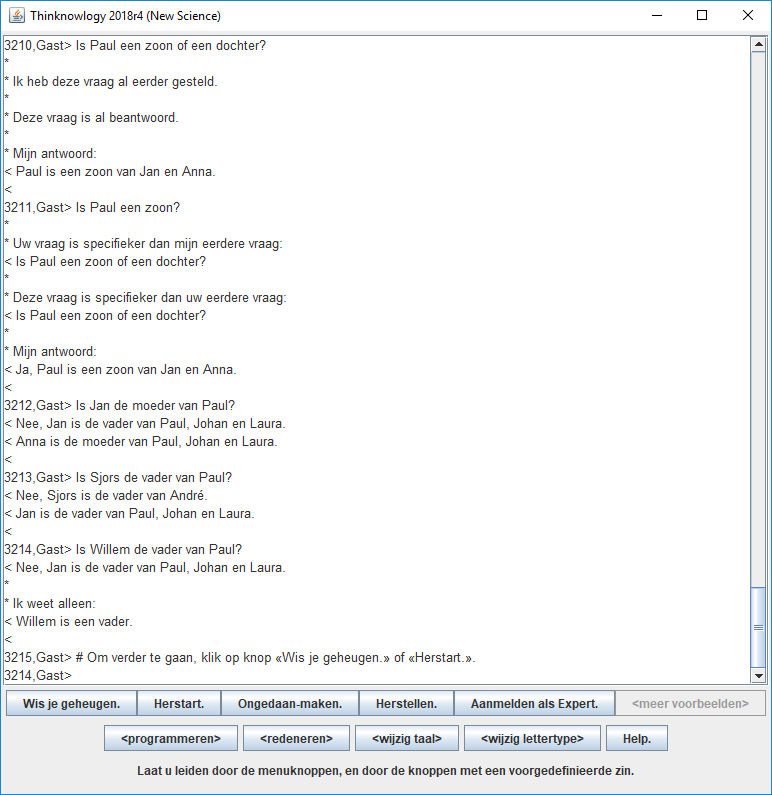 Thinknowlogy 2018r4 (New Science)
3210,Gast> Is Paul een zoon of een dochter?
*
* Ik heb deze vraag al eerder gesteld.
*
* Deze vraag is al beantwoord.
*
* Mijn antwoord:
< Paul is een zoon van Jan en Anna.
<
3211,Gast> Is Paul een zoon?
*
* Uw vraag is specifieker dan mijn eerdere vraag:
< Is Paul een zoon of een dochter?
*
* Deze vraag is specifieker dan uw eerdere vraag:
< Is Paul een zoon of een dochter?
*
* Mijn antwoord:
< Ja, Paul is een zoon van Jan en Anna.
<
3212,Gast> Is Jan de moeder van Paul?
< Nee, Jan is de vader van Paul, Johan en Laura.
< Anna is de moeder van Paul, Johan en Laura.
<
3213,Gast> Is Sjors de vader van Paul?
< Nee, Sjors is de vader van André.
< Jan is de vader van Paul, Johan en Laura.
<
3214,Gast> Is Willem de vader van Paul?
< Nee, Jan is de vader van Paul, Johan en Laura.
*
* Ik weet alleen:
< Willem is een vader.
<
3215,Gast> # Om verder te gaan, klik op knop «Wis je geheugen.» of «Herstart.».
3214,Gast>
Wis je geheugen. Herstart. Ongedaan-maken. Herstellen. Aanmelden als Expert. <meer voorbeelden>
<programmeren> <redeneren> <wijzig taal> <wijzig lettertype> Help.
Laat u leiden door de menuknoppen, en door de knoppen met een voorgedefinieerde zin.